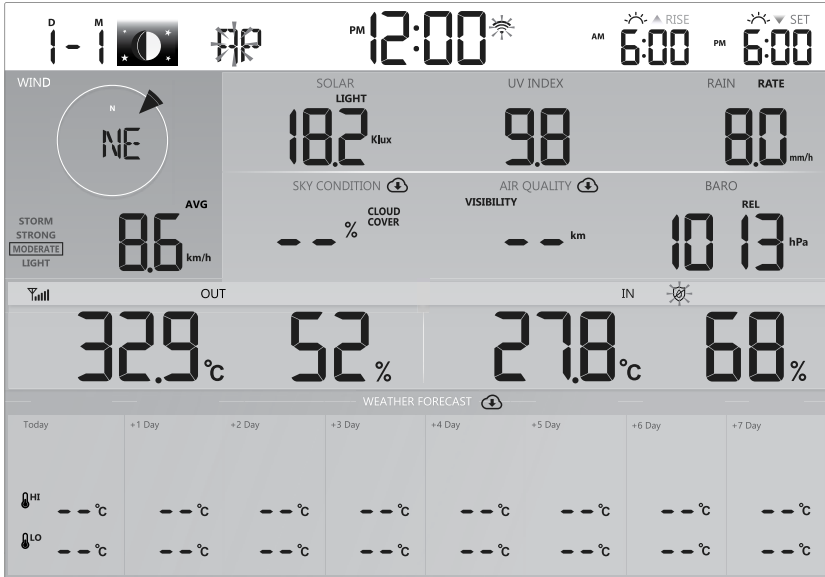 D M
1-1 AP PM 12:00 AM 6:00 RISE PM 6:00 SET
WIND
N
NE
STORM
STRONG
MODERATE
LIGHT
AVG
8.6 km/h
SOLAR
LIGHT
18.2 Klux
UV INDEX
9.8
RAIN RATE
8.0 mm/h
SKY CONDITION
-- % CLOUD
COVER
AIR QUALITY
VISIBILITY
-- km
BARO
REL
1013 hPa
OUT
32.9 °C 52 %
IN
27.8 °C 68 %
WEATHER FORECAST
Today +1 Day +2 Day +3 Day +4 Day +5 Day +6 Day +7 Day
HI -- °C -- °C -- °C -- °C -- °C -- °C -- °C -- °C
LO -- °C -- °C -- °C -- °C -- °C -- °C -- °C -- °C